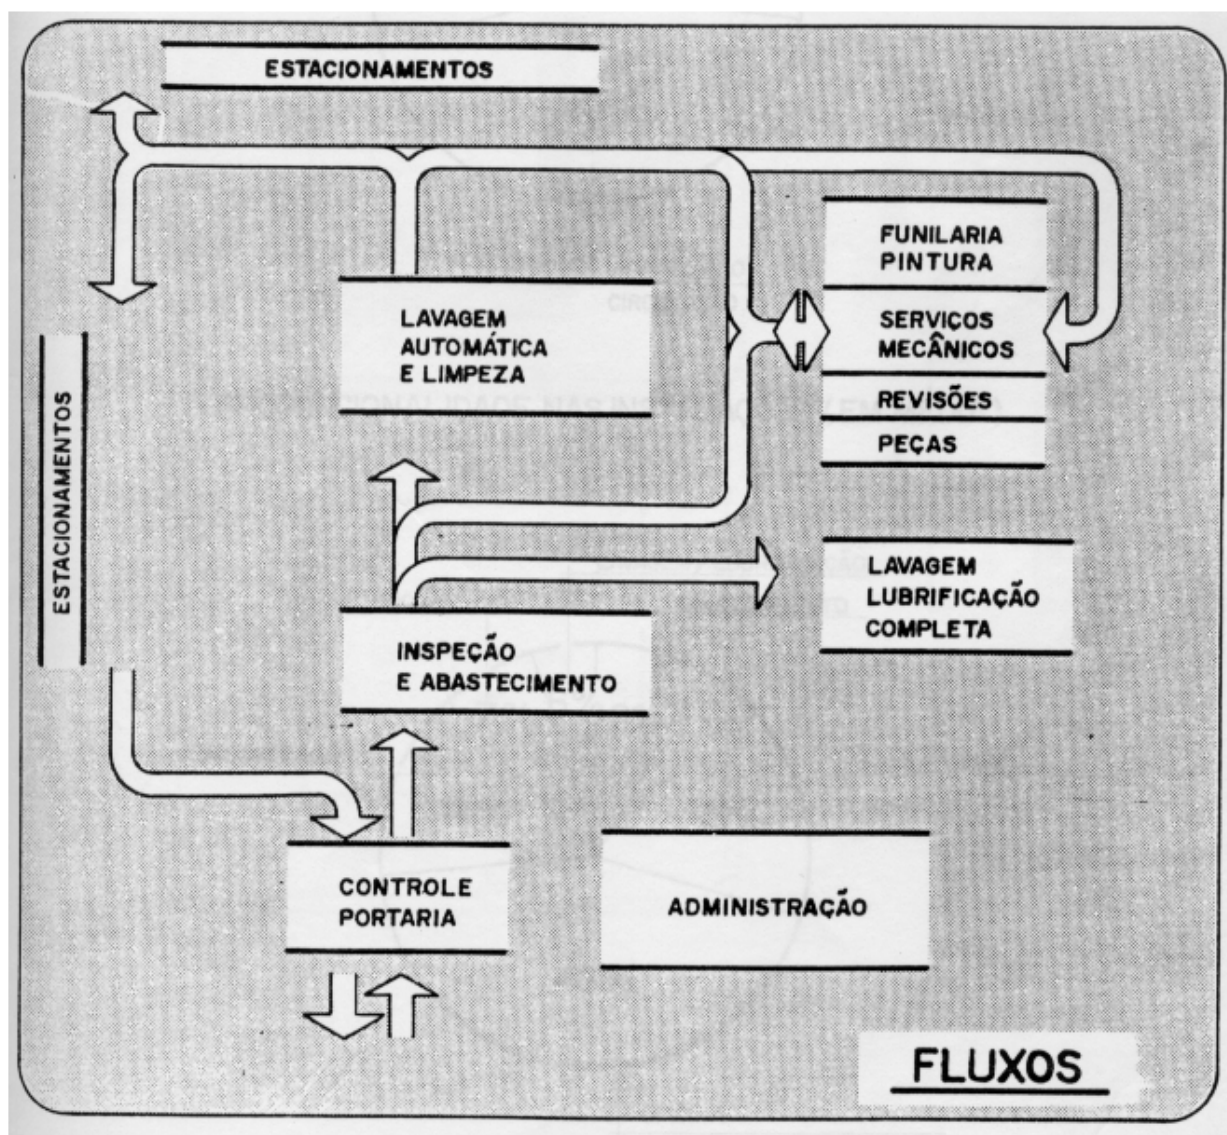 ESTACIONAMENTOS
FUNILARIA
PINTURA
LAVAGEM
AUTOMÁTICA
E LIMPEZA
SERVIÇOS
MECÂNICOS
REVISÕES
PEÇAS
ESTACIONAMENTOS
LAVAGEM
LUBRIFICAÇÃO
COMPLETA
INSPEÇÃO
E ABASTECIMENTO
CONTROLE
PORTARIA
ADMINISTRAÇÃO
FLUXOS